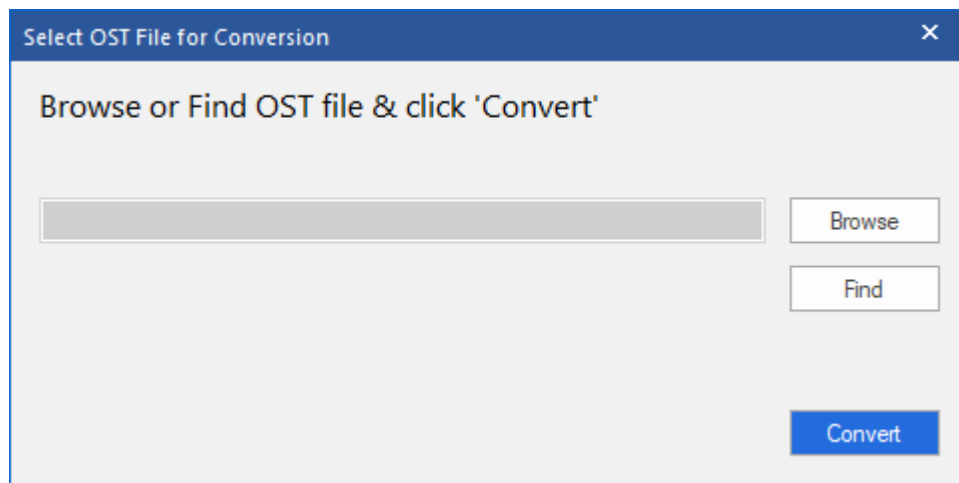 Select OST File for Conversion
Browse or Find OST file & click 'Convert'
Browse
Find
Convert